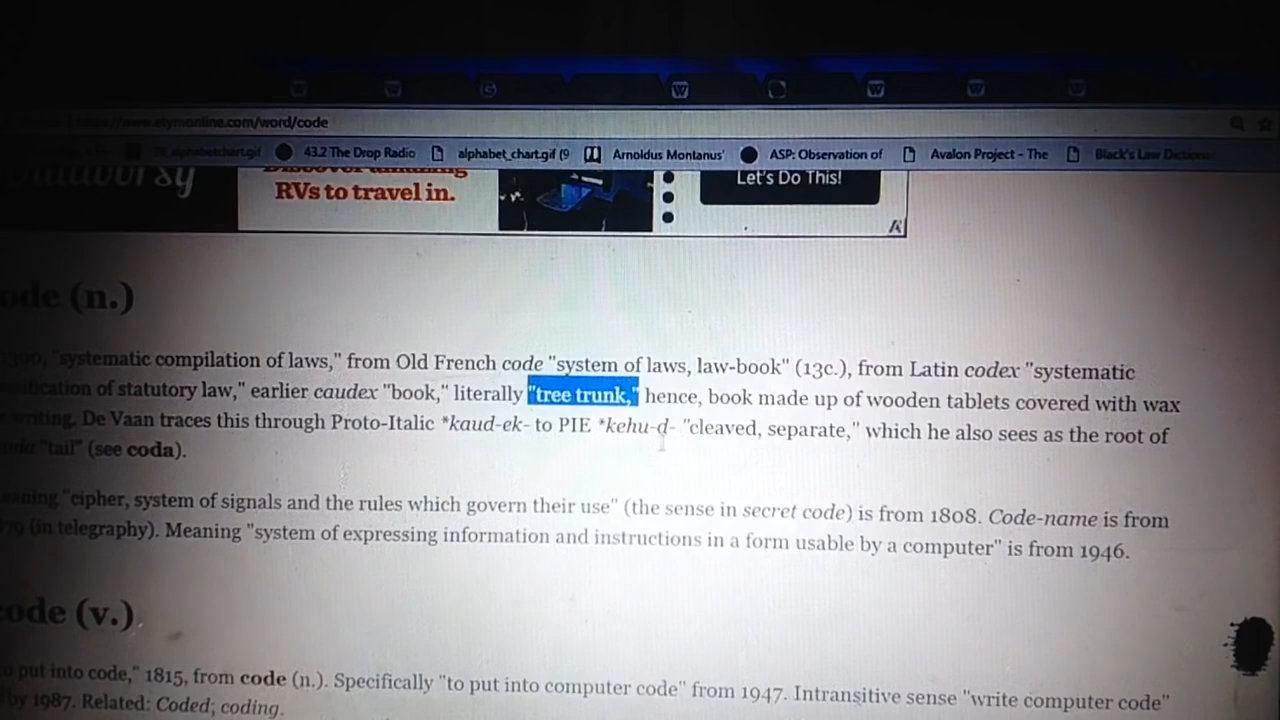 https://www.etymonline.com/word/code
alphabet_chart.gif (9
43.2 The Drop Radio
Arnoldus Montanus'
ASP: Observation of
Avalon Project - The
Black's Law Dictiona
RVs to travel in.
Let's Do This!
ode (n.)
1300, "systematic compilation of laws," from Old French code "system of laws, law-book" (13c.), from Latin codex "systematic
ification of statutory law," earlier caudex "book," literally "tree trunk," hence, book made up of wooden tablets covered with wax
writing. De Vaan traces this through Proto-Italic *kaud-ek- to PIE *kehu-d- "cleaved, separate," which he also sees as the root of
"tail" (see coda).
eaning "cipher, system of signals and the rules which govern their use" (the sense in secret code) is from 1808. Code-name is from
79 (in telegraphy). Meaning "system of expressing information and instructions in a form usable by a computer" is from 1946.
code (v.)
o put into code," 1815, from code (n.). Specifically "to put into computer code" from 1947. Intransitive sense "write computer code"
by 1987. Related: Coded; coding.